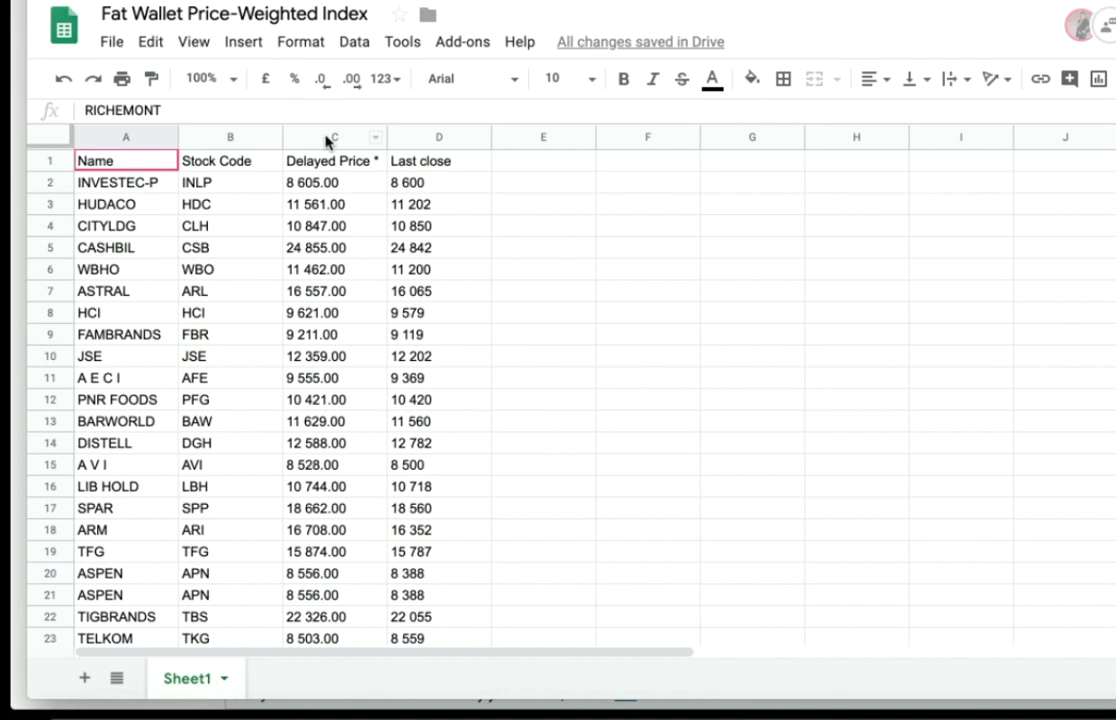 Fat Wallet Price-Weighted Index
File Edit View Insert Format Data Tools Add-ons Help All changes saved in Drive
100% £ % .0 .00 123 Arial 10 B I S A
fx RICHEMONT
A B C D E F G H I J
1 Name Stock Code Delayed Price * Last close
2 INVESTEC-P INLP 8 605.00 8 600
3 HUDACO HDC 11 561.00 11 202
4 CITYLDG CLH 10 847.00 10 850
5 CASHBIL CSB 24 855.00 24 842
6 WBHO WBO 11 462.00 11 200
7 ASTRAL ARL 16 557.00 16 065
8 HCI HCI 9 621.00 9 579
9 FAMBRANDS FBR 9 211.00 9 119
10 JSE JSE 12 359.00 12 202
11 A E C I AFE 9 555.00 9 369
12 PNR FOODS PFG 10 421.00 10 420
13 BARWORLD BAW 11 629.00 11 560
14 DISTELL DGH 12 588.00 12 782
15 A V I AVI 8 528.00 8 500
16 LIB HOLD LBH 10 744.00 10 718
17 SPAR SPP 18 662.00 18 560
18 ARM ARI 16 708.00 16 352
19 TFG TFG 15 874.00 15 787
20 ASPEN APN 8 556.00 8 388
21 ASPEN APN 8 556.00 8 388
22 TIGBRANDS TBS 22 326.00 22 055
23 TELKOM TKG 8 503.00 8 559
Sheet1